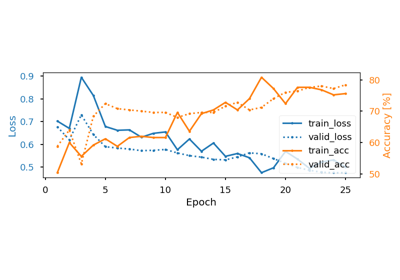 0.9
0.8
0.7
0.6
0.5
Loss
80
70
60
50
Accuracy [%]
train_loss
valid_loss
train_acc
valid_acc
0 5 10 15 20 25
Epoch